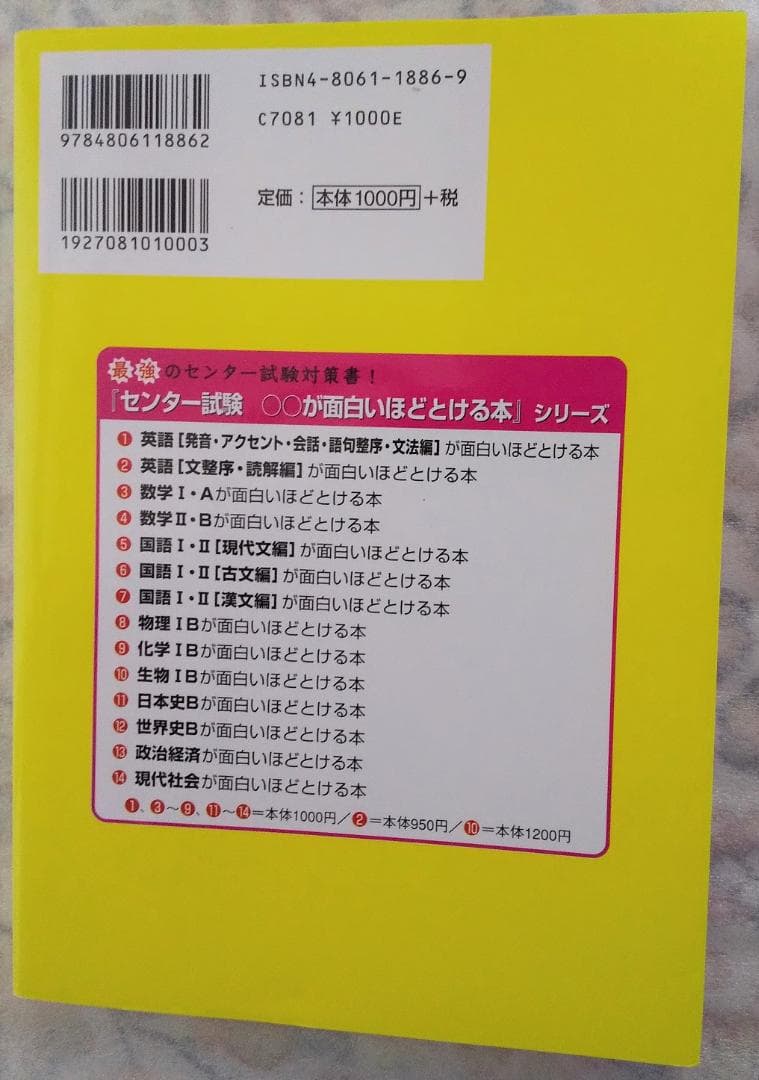 ISBN4-8061-1886-9
9784806118862
C7081 ¥1000E
1927081010003
定価：本体1000円+税
最強のセンター試験対策書！
『センター試験 ○○が面白いほどとける本』シリーズ
❶ 英語［発音・アクセント・会話・語句整序・文法編］が面白いほどとける本
❷ 英語［文整序・読解編］が面白いほどとける本
❸ 数学Ⅰ・Aが面白いほどとける本
❹ 数学Ⅱ・Bが面白いほどとける本
❺ 国語Ⅰ・Ⅱ［現代文編］が面白いほどとける本
❻ 国語Ⅰ・Ⅱ［古文編］が面白いほどとける本
❼ 国語Ⅰ・Ⅱ［漢文編］が面白いほどとける本
❽ 物理ⅠBが面白いほどとける本
❾ 化学ⅠBが面白いほどとける本
❿ 生物ⅠBが面白いほどとける本
⓫ 日本史Bが面白いほどとける本
⓬ 世界史Bが面白いほどとける本
⓭ 政治経済が面白いほどとける本
⓮ 現代社会が面白いほどとける本
❶、❸～❾、⓫～⓮＝本体1000円／❷＝本体950円／❿＝本体1200円